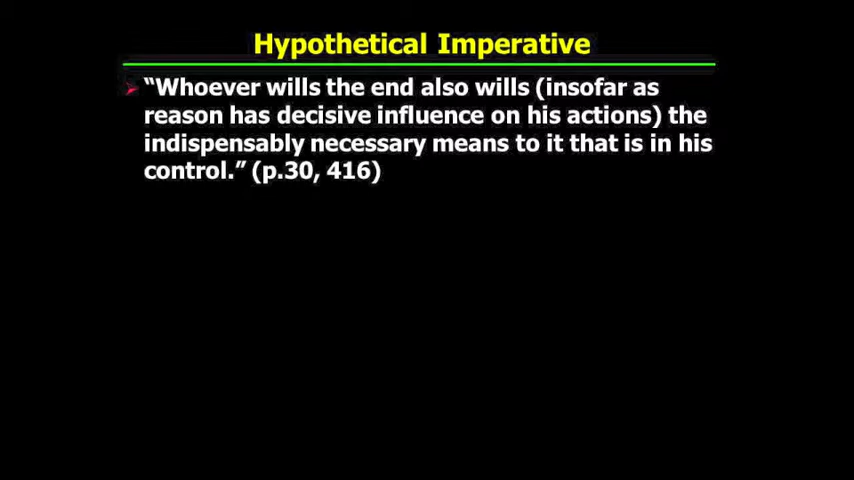 Hypothetical Imperative
“Whoever wills the end also wills (insofar as
reason has decisive influence on his actions) the
indispensably necessary means to it that is in his
control.” (p.30, 416)